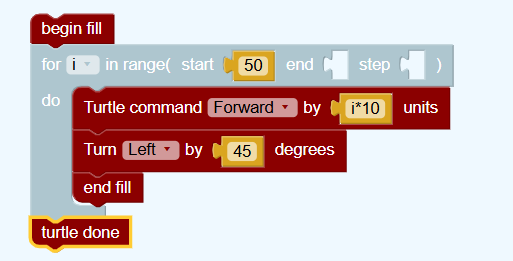 begin fill
for i in range( start 50 end step )
do
Turtle command Forward by i*10 units
Turn Left by 45 degrees
end fill
turtle done